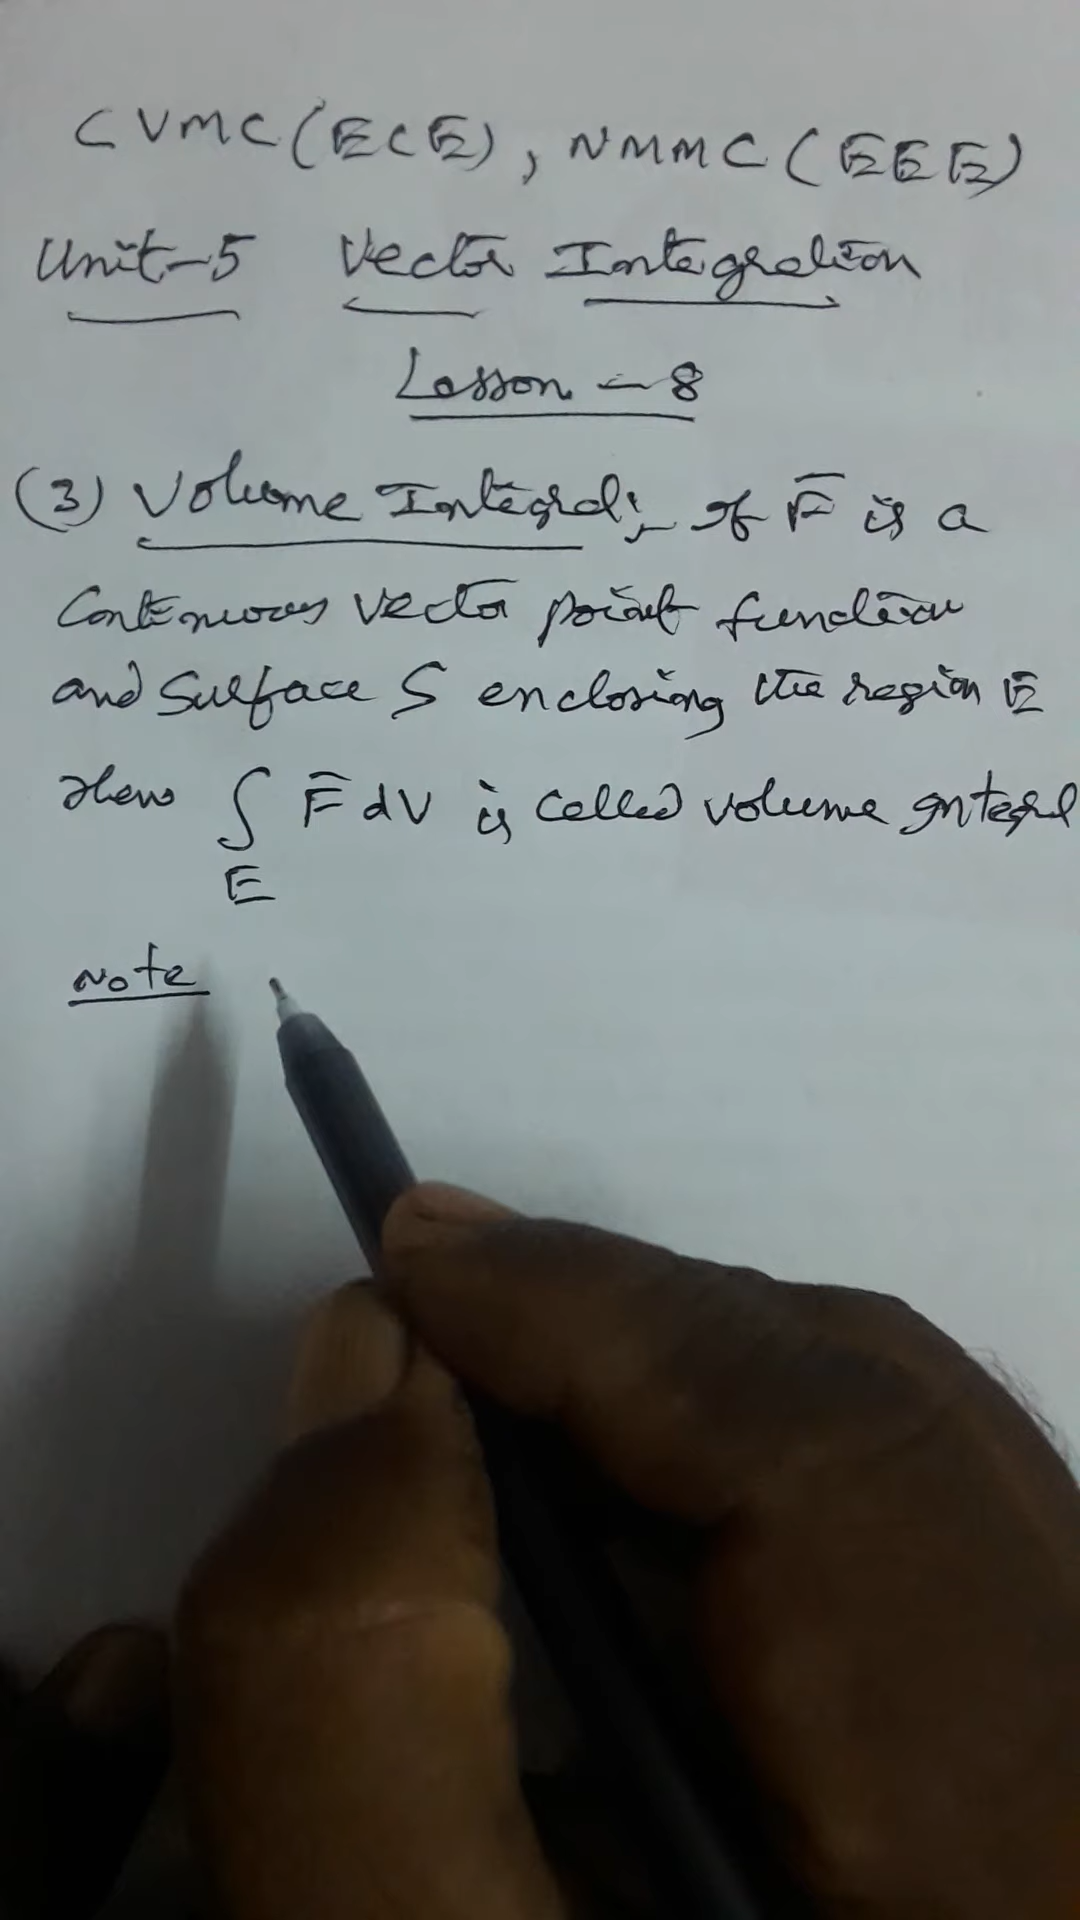 CVMC (ECE), NMMC (EEE)
Unit-5 Vector Integration
Lesson - 8
(3) Volume Integral:- If F̅ is a
Continuous vector point function
and Surface S enclosing the region E
then ∫ F̅ dV is called volume Integral
E
Note